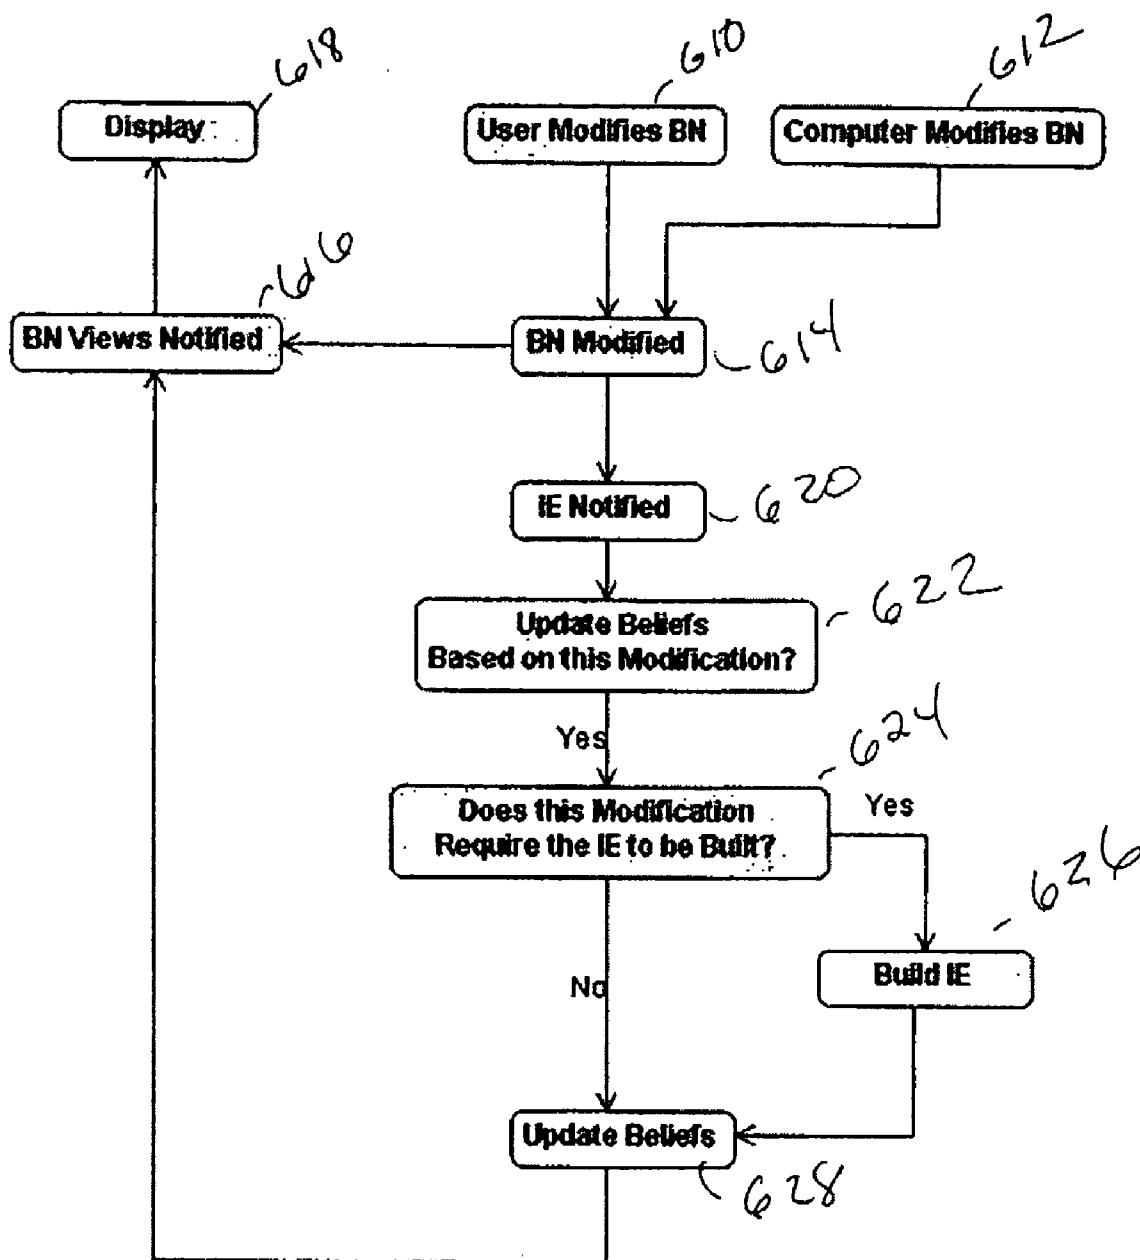 618
610
612
Display
User Modifies BN
Computer Modifies BN
616
BN Views Notified
BN Modified
614
IE Notified
620
Update Beliefs
Based on this Modification?
622
Yes
624
Does this Modification
Require the IE to be Built?
Yes
626
Build IE
No
Update Beliefs
628